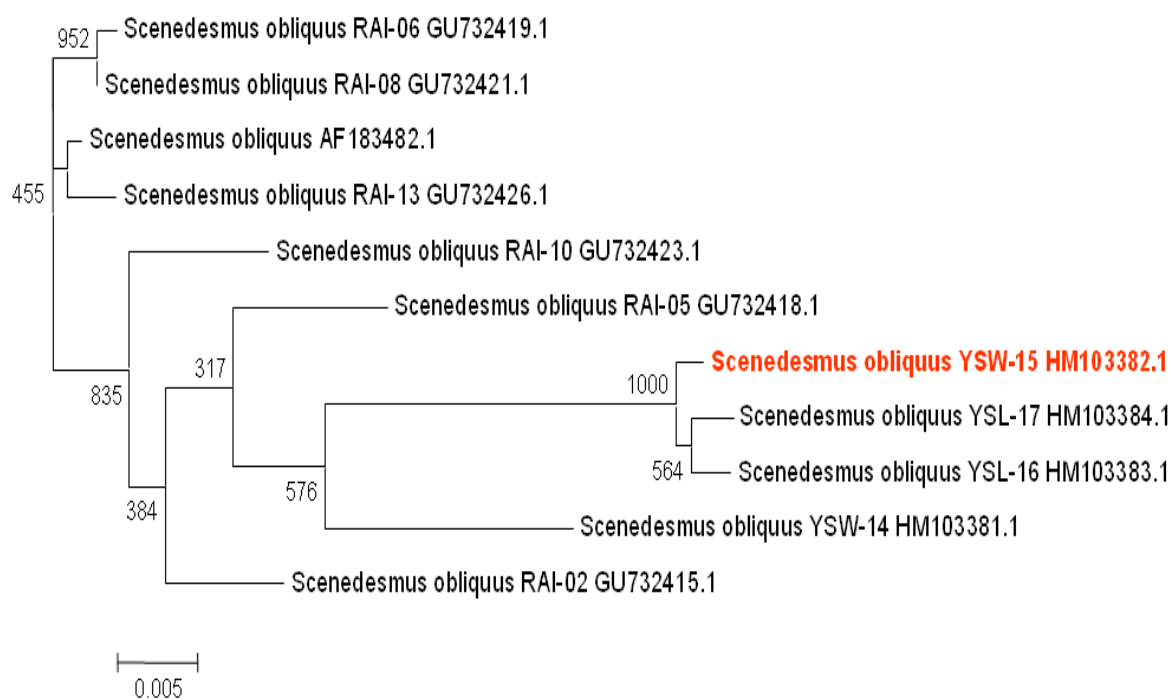 952
Scenedesmus obliquus RAI-06 GU732419.1
Scenedesmus obliquus RAI-08 GU732421.1
Scenedesmus obliquus AF183482.1
455
Scenedesmus obliquus RAI-13 GU732426.1
Scenedesmus obliquus RAI-10 GU732423.1
Scenedesmus obliquus RAI-05 GU732418.1
317
835
Scenedesmus obliquus YSW-15 HM103382.1
1000
Scenedesmus obliquus YSL-17 HM103384.1
564
Scenedesmus obliquus YSL-16 HM103383.1
576
384
Scenedesmus obliquus YSW-14 HM103381.1
Scenedesmus obliquus RAI-02 GU732415.1
0.005